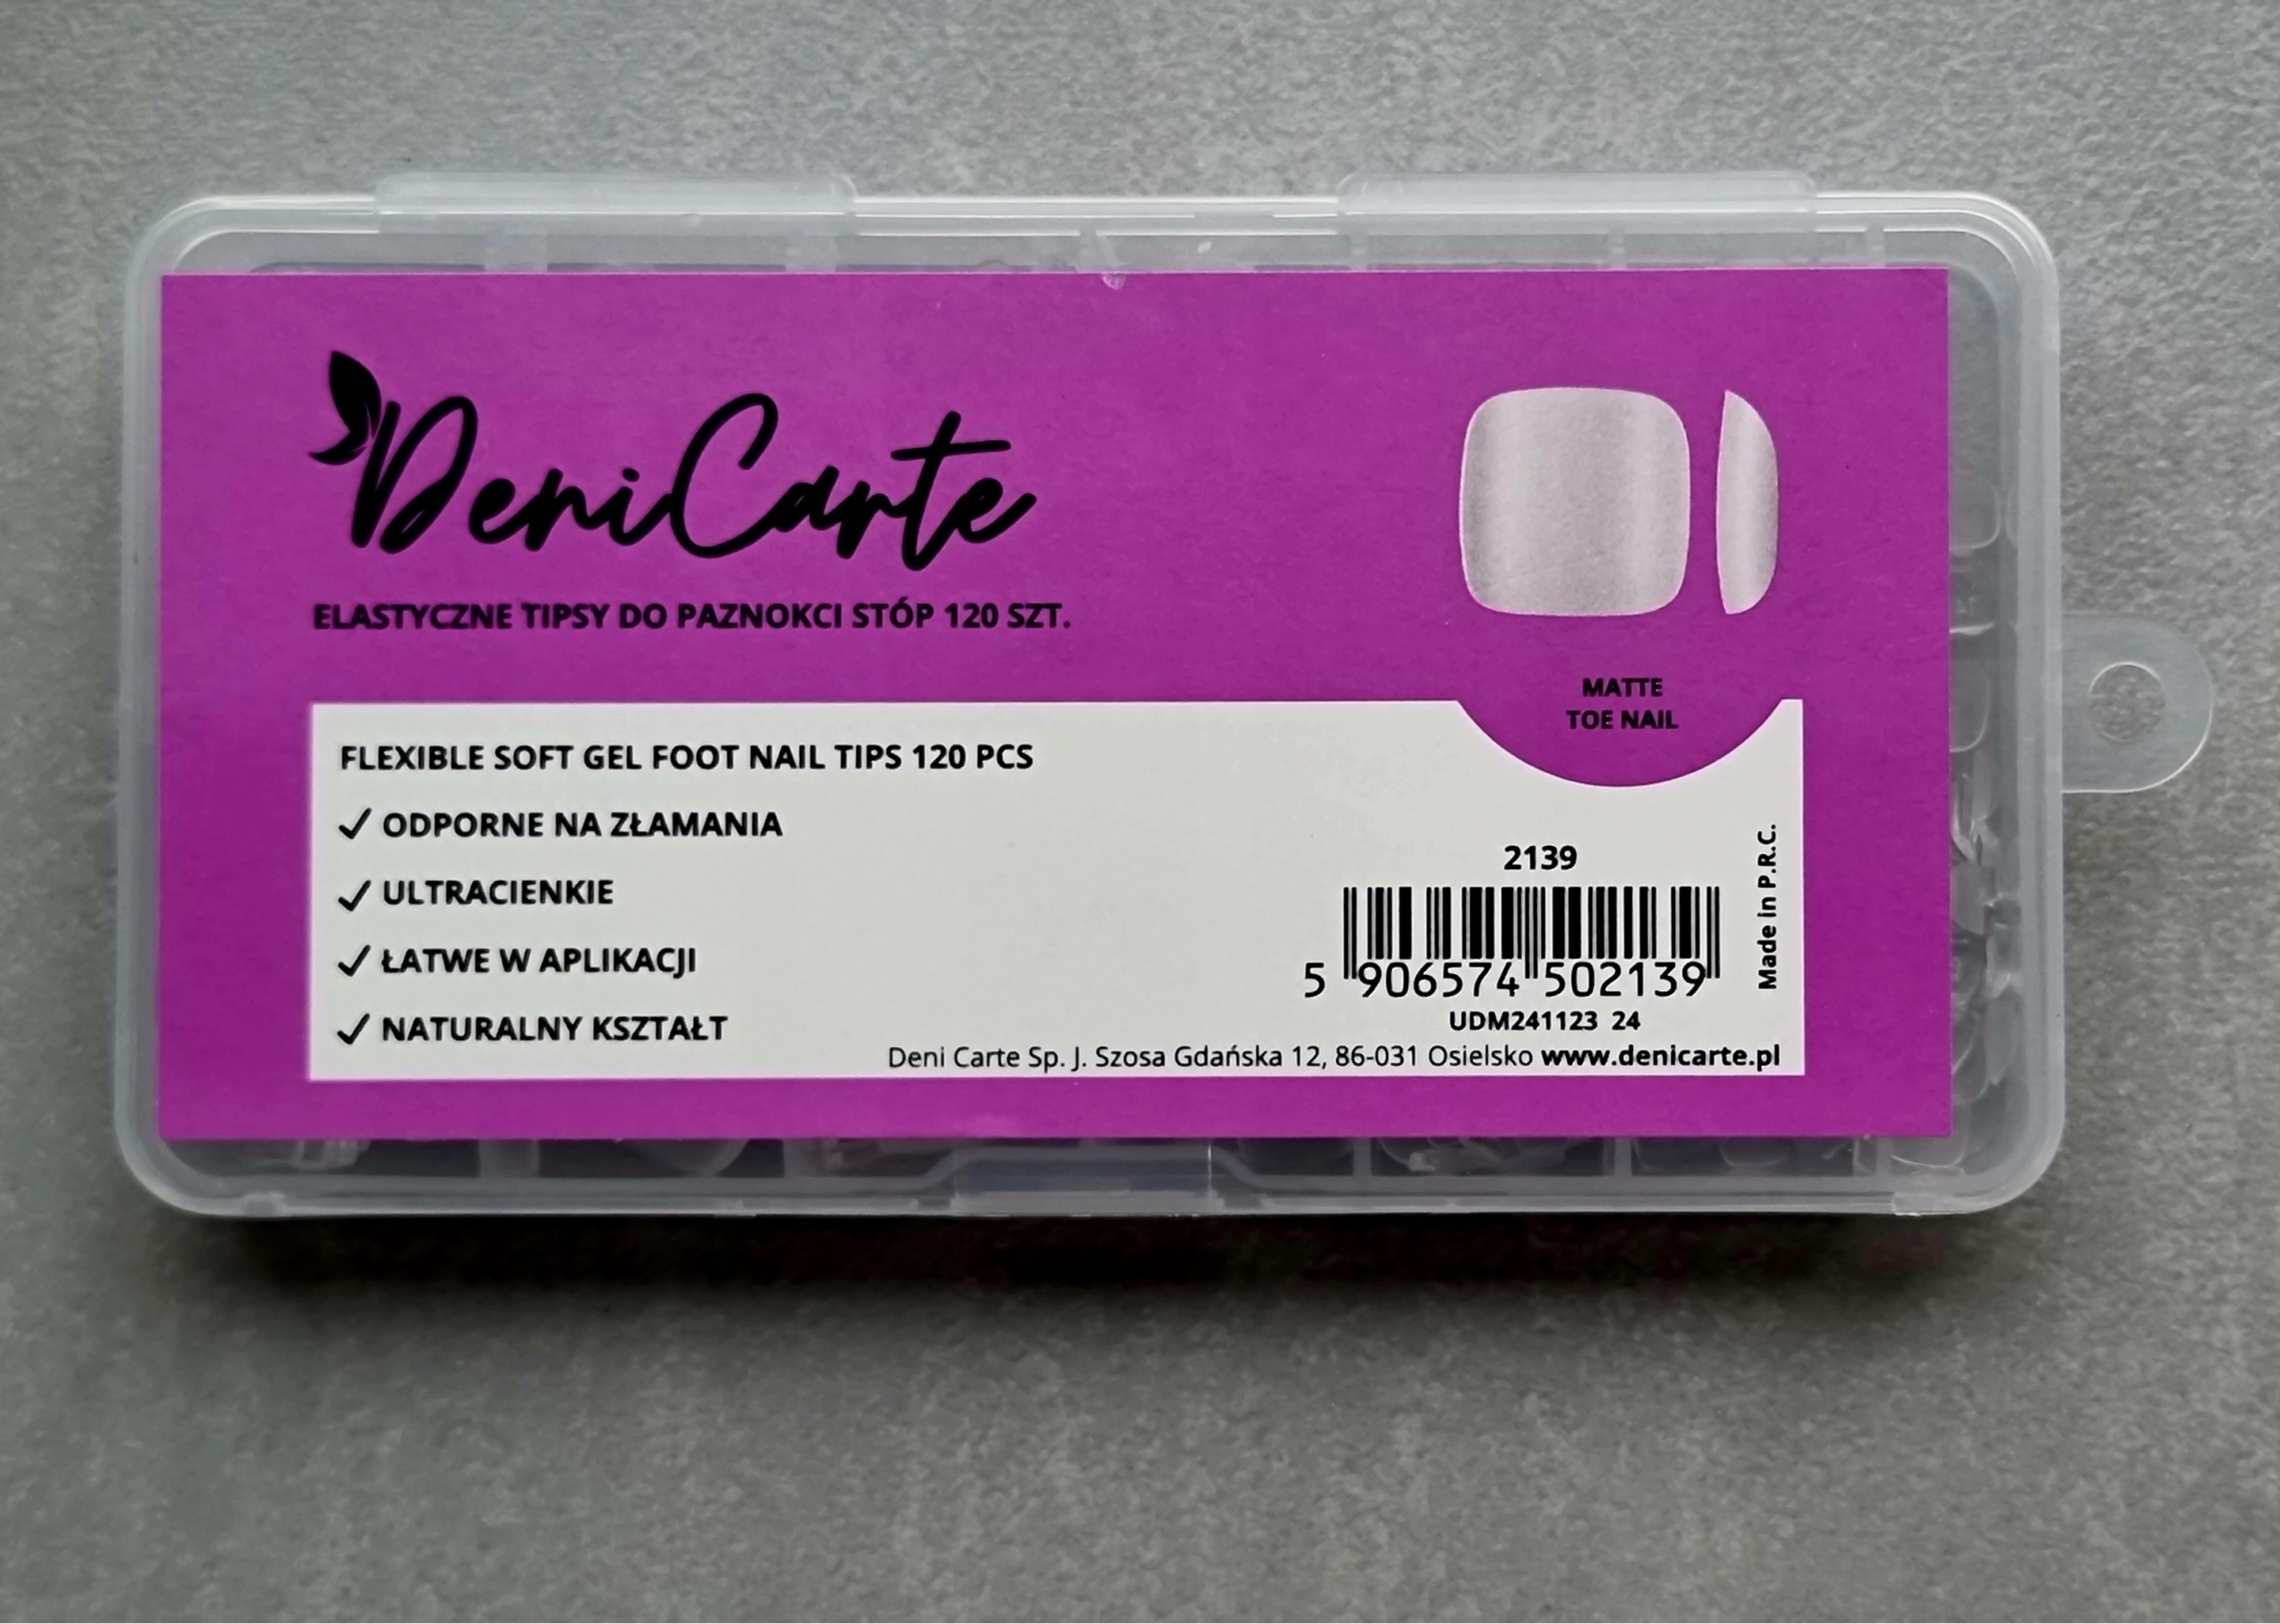 DeniCarte
ELASTYCZNE TIPSY DO PAZNOKCI STÓP 120 SZT.
MATTE
TOE NAIL
FLEXIBLE SOFT GEL FOOT NAIL TIPS 120 PCS
✓ ODPORNE NA ZŁAMANIA
✓ ULTRACIENKIE
✓ ŁATWE W APLIKACJI
✓ NATURALNY KSZTAŁT
2139
5 906574 502139
UDM241123 24
Made in P.R.C.
Deni Carte Sp. J. Szosa Gdańska 12, 86-031 Osielsko www.denicarte.pl